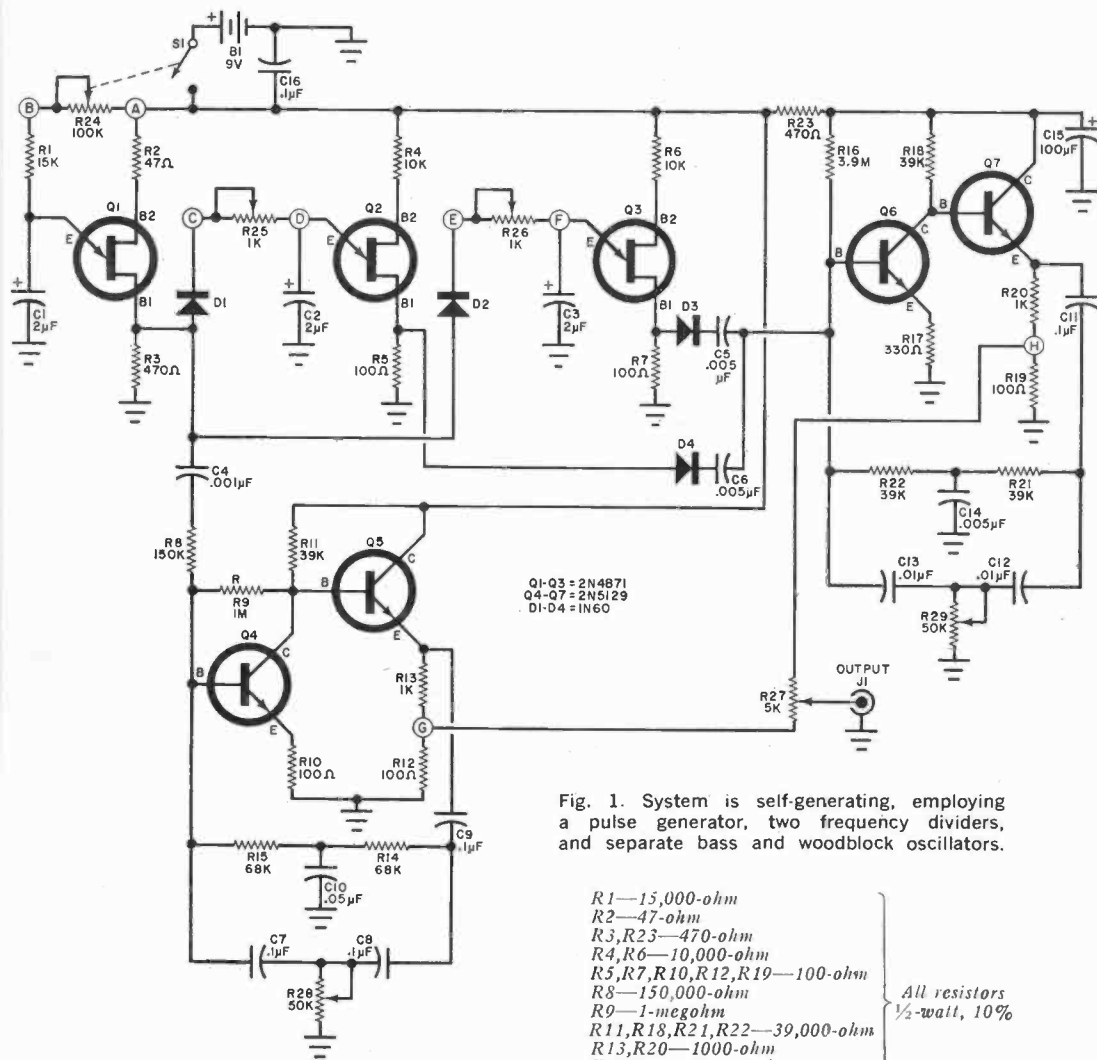 S1
+
B1
9V
C16
.1µF
B
R24
100K
A
R1
15K
R2
47Ω
R4
10K
R6
10K
R23
470Ω
R16
3.9M
R18
39K
Q7
C15
100µF
+
Q1
B2
E
B1
C
R25
1K
D
Q2
B2
E
B1
E
R26
1K
F
Q3
B2
E
B1
Q6
C
B
E
B
C
E
+
C1
2µF
R3
470Ω
D1
+
C2
2µF
R5
100Ω
D2
+
C3
2µF
R7
100Ω
D3
C5
.005
µF
R17
330Ω
R20
1K
H
R19
100Ω
C11
.1µF
D4
C6
.005µF
R22
39K
R21
39K
C14
.005µF
C13
.01µF
C12
.01µF
R29
50K
C4
.001µF
R8
150K
R11
39K
Q5
B
C
E
R
R9
1M
Q4
B
C
E
R13
1K
G
R10
100Ω
R12
100Ω
Q1-Q3=2N4871
Q4-Q7=2N5129
D1-D4=1N60
R27
5K
OUTPUT
J1
C9
.1µF
R15
68K
R14
68K
C10
.05µF
C7
.1µF
C8
.1µF
R28
50K
Fig. 1. System is self-generating, employing
a pulse generator, two frequency dividers,
and separate bass and woodblock oscillators.
R1—15,000-ohm
R2—47-ohm
R3,R23—470-ohm
R4,R6—10,000-ohm
R5,R7,R10,R12,R19—100-ohm
R8—150,000-ohm
R9—1-megohm
R11,R18,R21,R22—39,000-ohm
R13,R20—1000-ohm
All resistors
½-watt, 10%